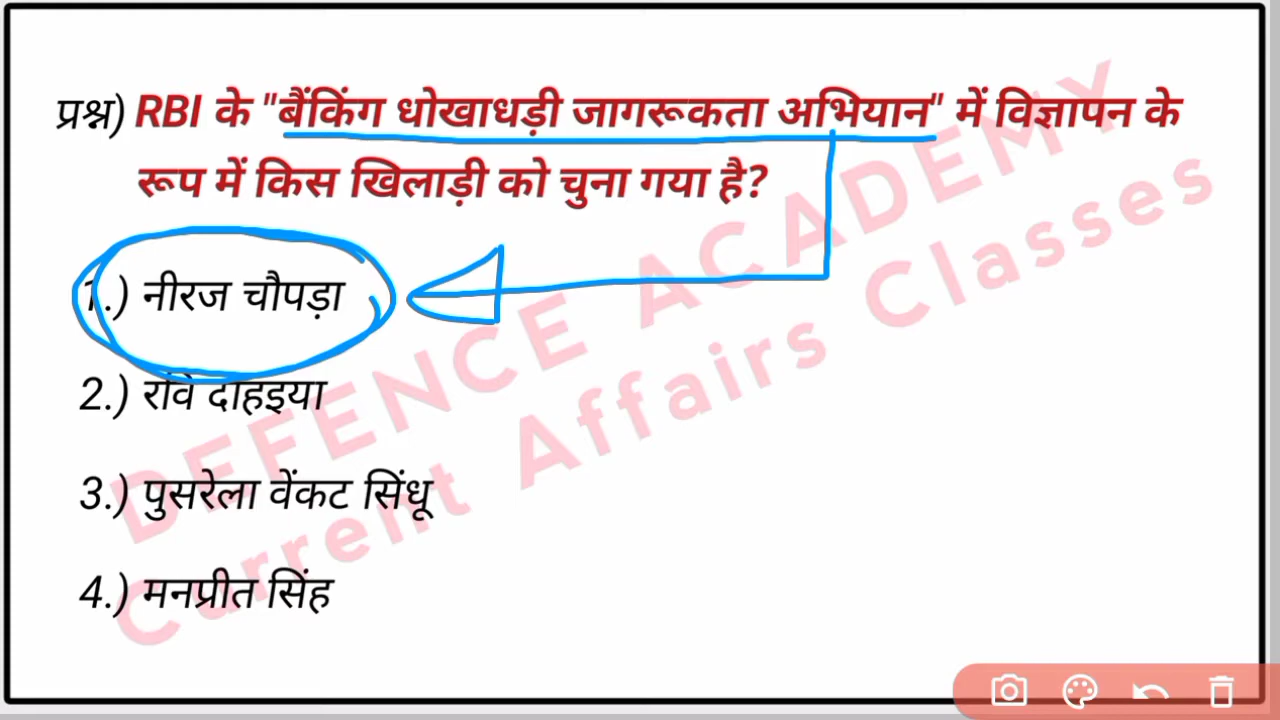 प्रश्न) RBI के "बैंकिंग धोखाधड़ी जागरूकता अभियान" में विज्ञापन के
रूप में किस खिलाड़ी को चुना गया है?
1.) नीरज चौपड़ा
2.) रवि दाहइया
3.) पुसरेला वेंकट सिंधू
4.) मनप्रीत सिंह
DEFENCE ACADEMY
Current Affairs Classes